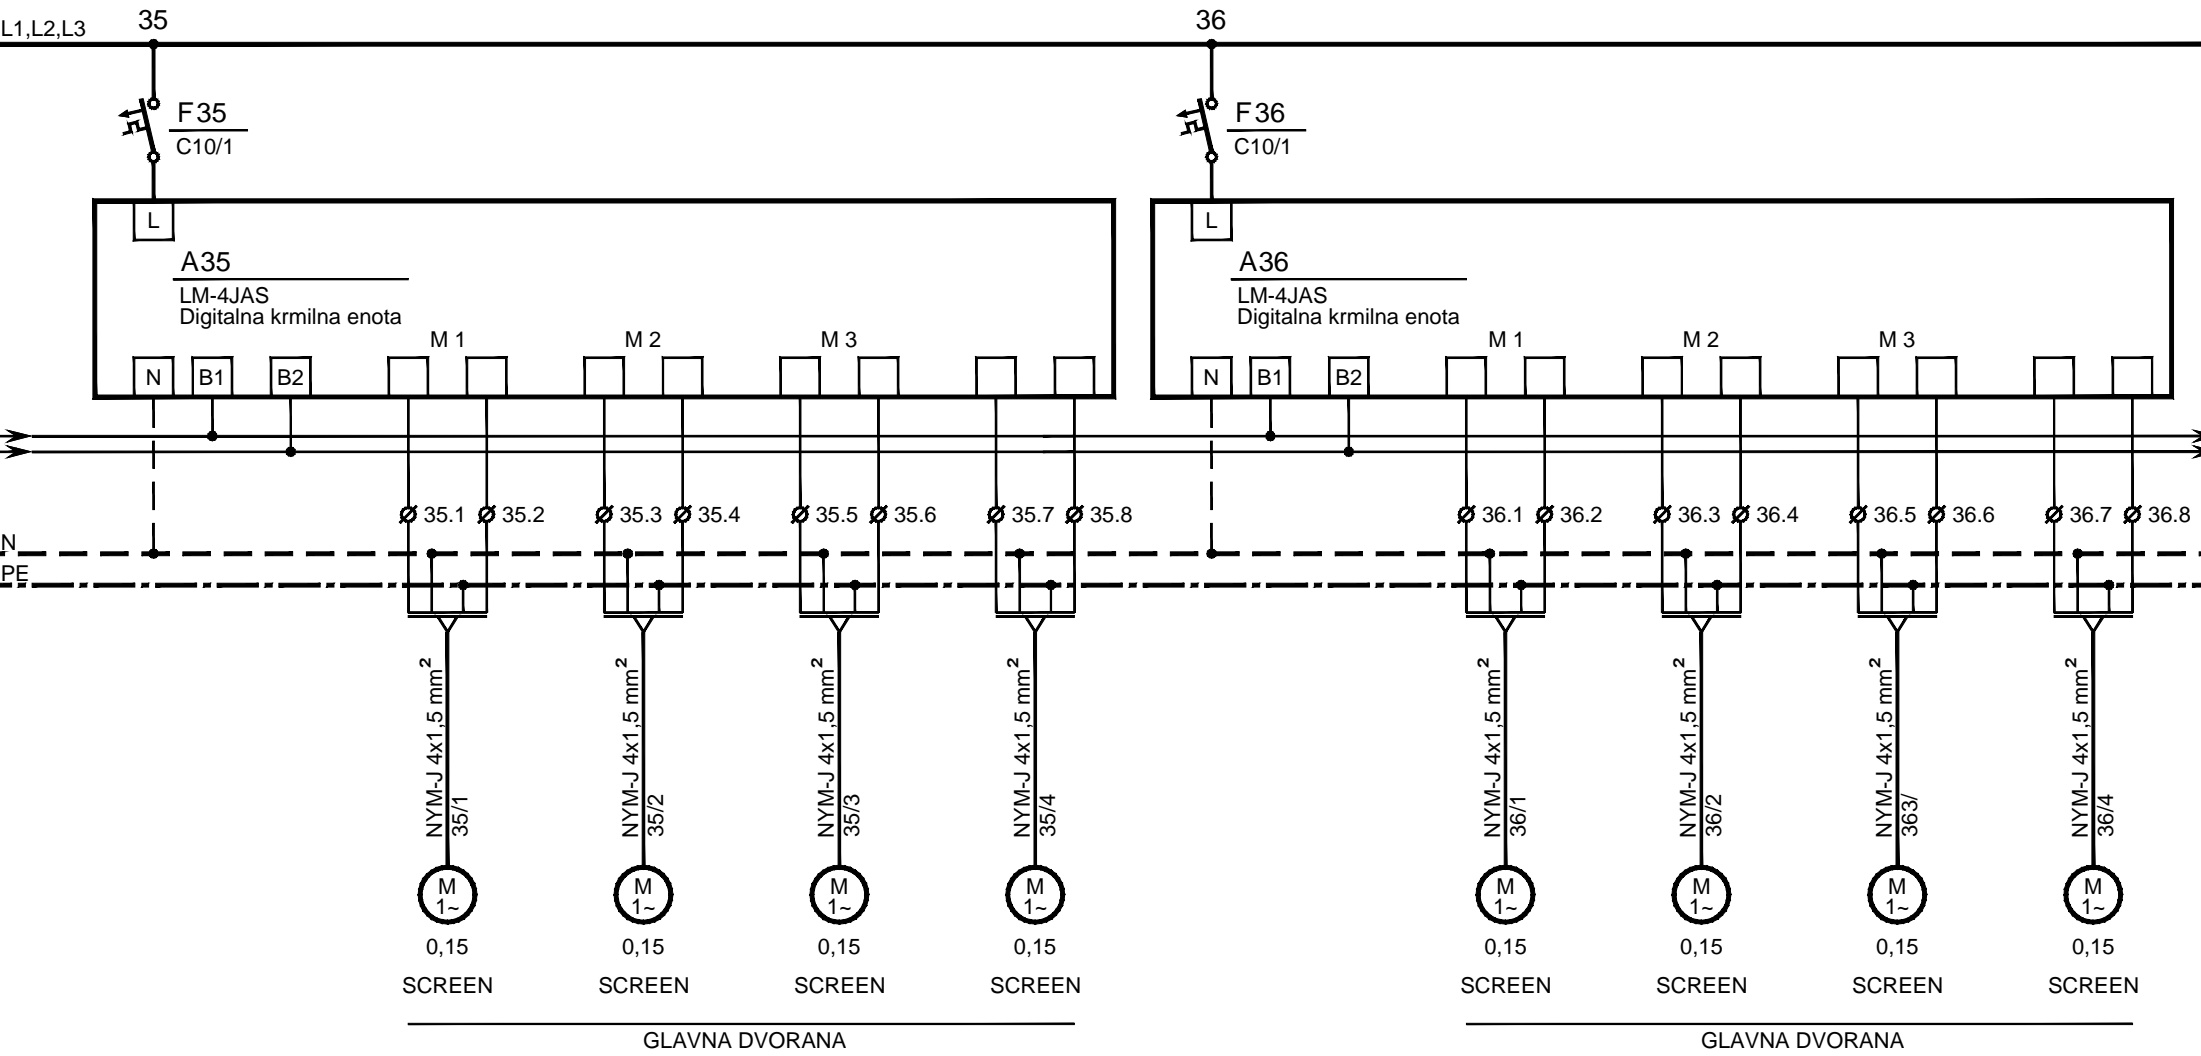 L1,L2,L3
35
36
F35
C10/1
F36
C10/1
L
A35
LM-4JAS
Digitalna krmilna enota
M 1
M 2
M 3
N
B1
B2
L
A36
LM-4JAS
Digitalna krmilna enota
M 1
M 2
M 3
N
B1
B2
35.1
35.2
35.3
35.4
35.5
35.6
35.7
35.8
36.1
36.2
36.3
36.4
36.5
36.6
36.7
36.8
N
PE
NYM-J 4x1,5 mm²
35/1
NYM-J 4x1,5 mm²
35/2
NYM-J 4x1,5 mm²
35/3
NYM-J 4x1,5 mm²
35/4
NYM-J 4x1,5 mm²
36/1
NYM-J 4x1,5 mm²
36/2
NYM-J 4x1,5 mm²
363/
NYM-J 4x1,5 mm²
36/4
M
1~
M
1~
M
1~
M
1~
M
1~
M
1~
M
1~
M
1~
0,15
0,15
0,15
0,15
0,15
0,15
0,15
0,15
SCREEN
SCREEN
SCREEN
SCREEN
SCREEN
SCREEN
SCREEN
SCREEN
GLAVNA DVORANA
GLAVNA DVORANA